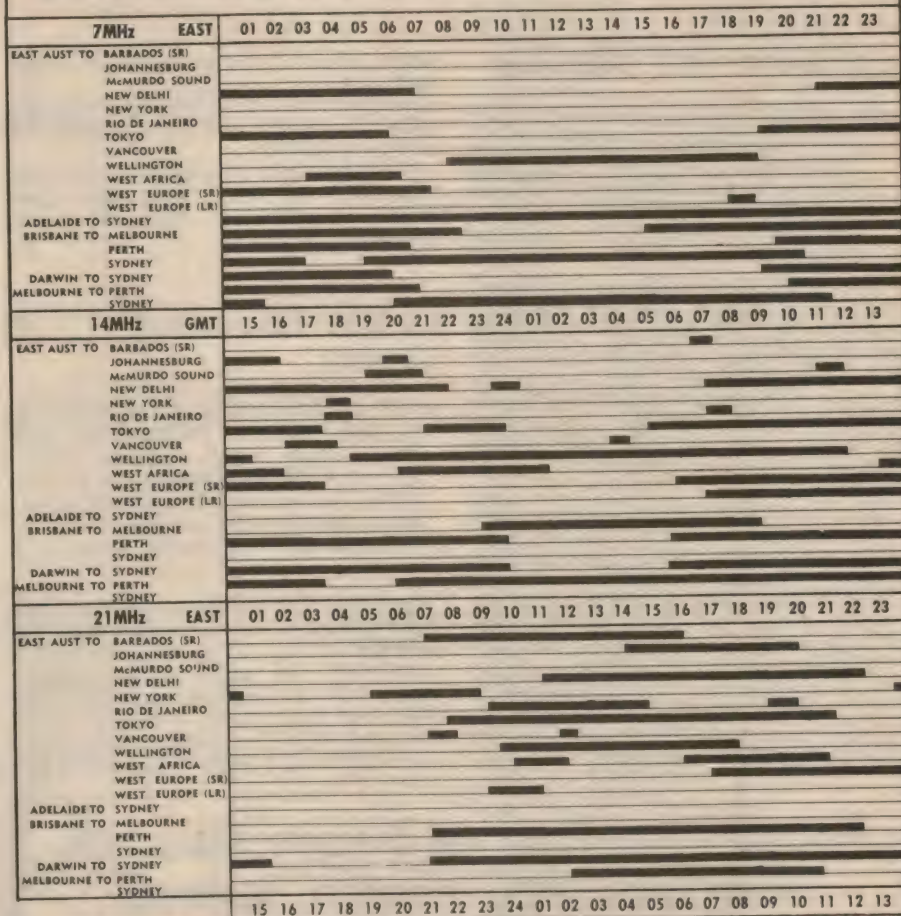 7MHz EAST 01 02 03 04 05 06 07 08 09 10 11 12 13 14 15 16 17 18 19 20 21 22 23
EAST AUST TO BARBADOS (SR)
JOHANNESBURG
McMURDO SOUND
NEW DELHI
NEW YORK
RIO DE JANEIRO
TOKYO
VANCOUVER
WELLINGTON
WEST AFRICA
WEST EUROPE (SR)
WEST EUROPE (LR)
ADELAIDE TO SYDNEY
BRISBANE TO MELBOURNE
PERTH
SYDNEY
DARWIN TO SYDNEY
MELBOURNE TO PERTH
SYDNEY
14MHz GMT 15 16 17 18 19 20 21 22 23 24 01 02 03 04 05 06 07 08 09 10 11 12 13
EAST AUST TO BARBADOS (SR)
JOHANNESBURG
McMURDO SOUND
NEW DELHI
NEW YORK
RIO DE JANEIRO
TOKYO
VANCOUVER
WELLINGTON
WEST AFRICA
WEST EUROPE (SR)
WEST EUROPE (LR)
ADELAIDE TO SYDNEY
BRISBANE TO MELBOURNE
PERTH
SYDNEY
DARWIN TO SYDNEY
MELBOURNE TO PERTH
SYDNEY
21MHz EAST 01 02 03 04 05 06 07 08 09 10 11 12 13 14 15 16 17 18 19 20 21 22 23
EAST AUST TO BARBADOS (SR)
JOHANNESBURG
McMURDO SOUND
NEW DELHI
NEW YORK
RIO DE JANEIRO
TOKYO
VANCOUVER
WELLINGTON
WEST AFRICA
WEST EUROPE (SR)
WEST EUROPE (LR)
ADELAIDE TO SYDNEY
BRISBANE TO MELBOURNE
PERTH
SYDNEY
DARWIN TO SYDNEY
MELBOURNE TO PERTH
SYDNEY
15 16 17 18 19 20 21 22 23 24 01 02 03 04 05 06 07 08 09 10 11 12 13